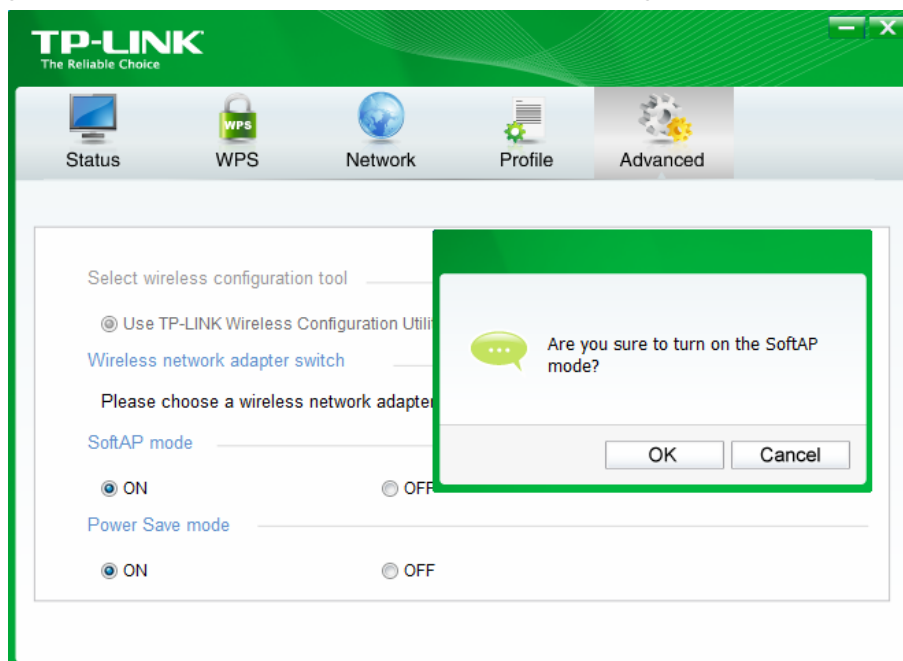 TP-LINK
The Reliable Choice
WPS
Status
WPS
Network
Profile
Advanced
Select wireless configuration tool
Use TP-LINK Wireless Configuration
Wireless network adapter switch
Please choose a wireless network adapter
Are you sure to turn on the SoftAP
mode?
OK
Cancel
SoftAP mode
ON
OFF
Power Save mode
ON
OFF